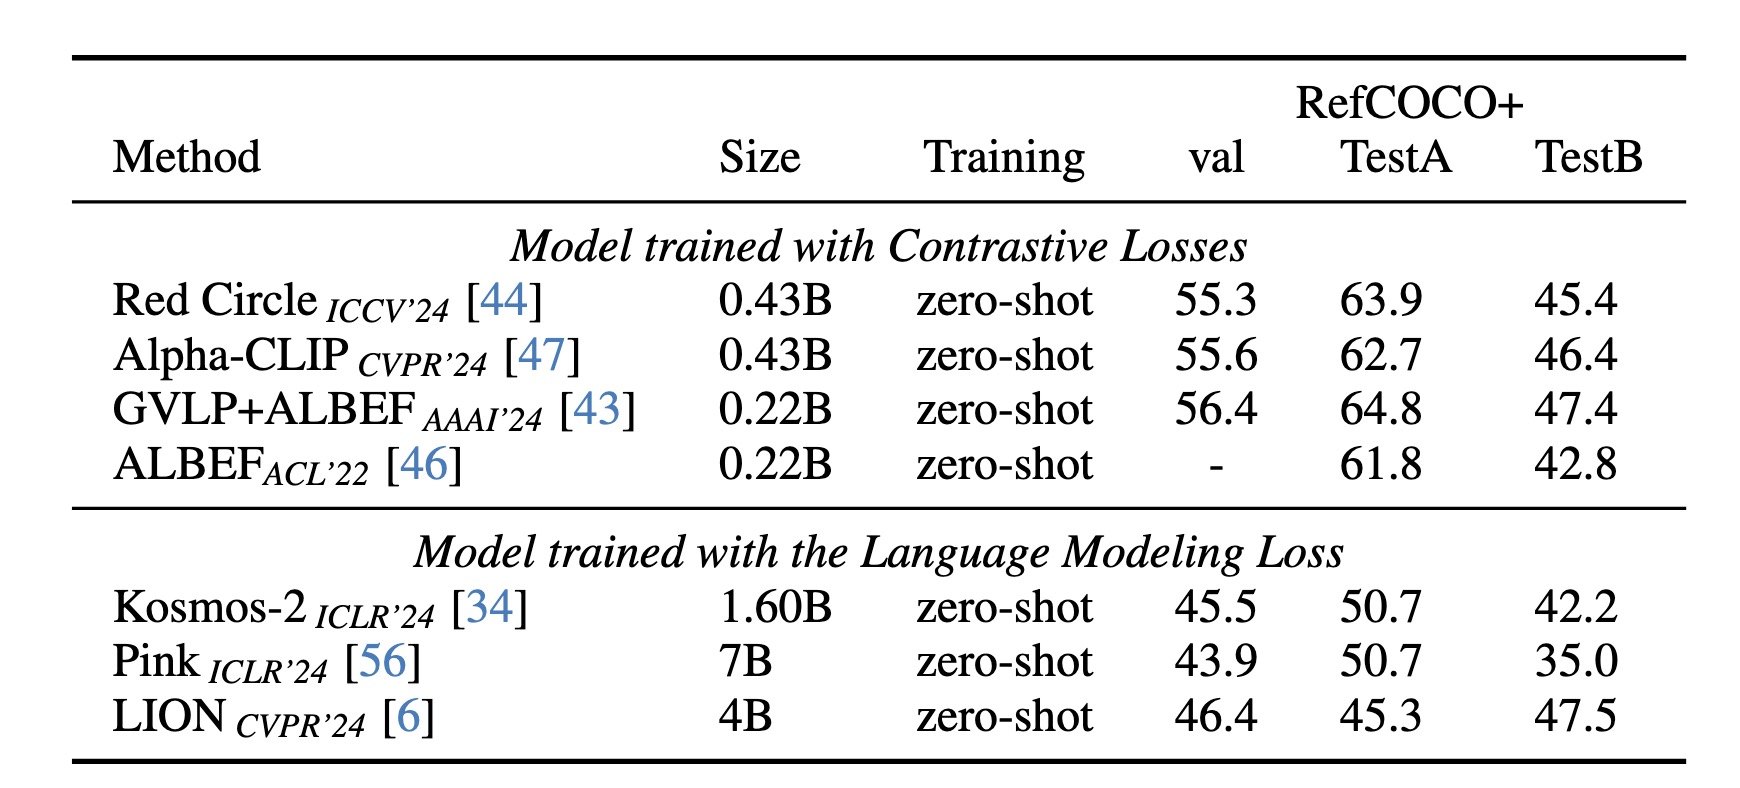 RefCOCO+
Method Size Training val TestA TestB
Model trained with Contrastive Losses
Red Circle ICCV'24 [44] 0.43B zero-shot 55.3 63.9 45.4
Alpha-CLIP CVPR'24 [47] 0.43B zero-shot 55.6 62.7 46.4
GVLP+ALBEF AAAI'24 [43] 0.22B zero-shot 56.4 64.8 47.4
ALBEF ACL'22 [46] 0.22B zero-shot - 61.8 42.8
Model trained with the Language Modeling Loss
Kosmos-2 ICLR'24 [34] 1.60B zero-shot 45.5 50.7 42.2
Pink ICLR'24 [56] 7B zero-shot 43.9 50.7 35.0
LION CVPR'24 [6] 4B zero-shot 46.4 45.3 47.5